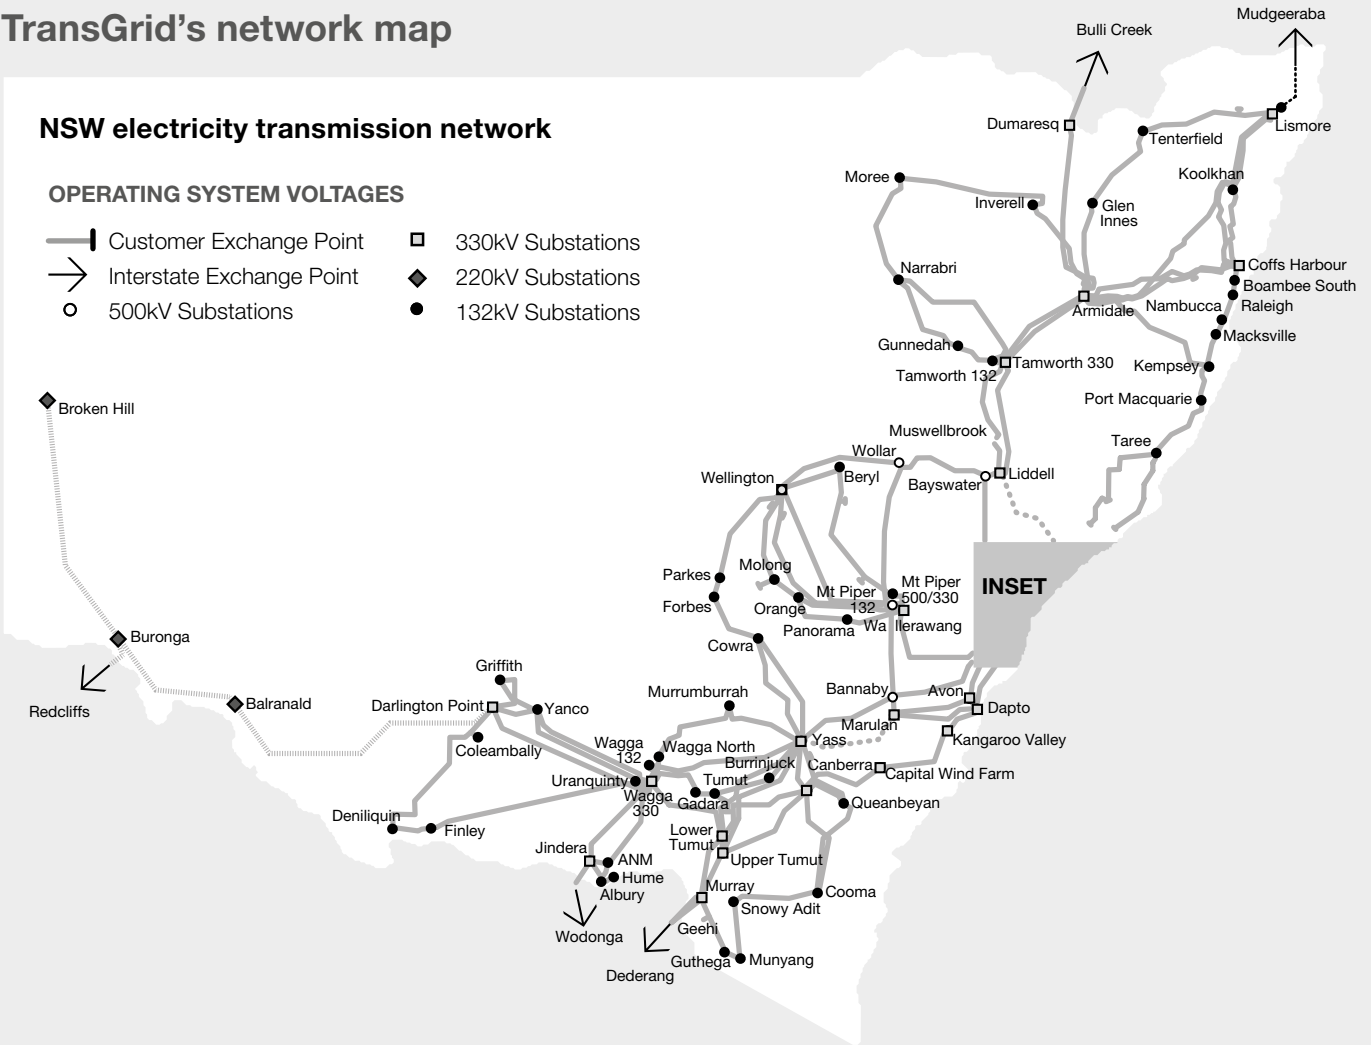 TransGrid's network map
Mudgeeraba
Bulli Creek
NSW electricity transmission network
OPERATING SYSTEM VOLTAGES
Customer Exchange Point
330kV Substations
Interstate Exchange Point
220kV Substations
500kV Substations
132kV Substations
Dumaresq
Lismore
Tenterfield
Koolkhan
Moree
Inverell
Glen
Innes
Narrabri
Coffs Harbour
Boambee South
Nambucca
Raleigh
Armidale
Macksville
Gunnedah
Tamworth 330
Kempsey
Tamworth 132
Port Macquarie
Broken Hill
Muswellbrook
Taree
Wollar
Wellington
Beryl
Bayswater
Liddell
Molong
Parkes
Mt Piper
500/330
INSET
Mt Piper
132
Forbes
Orange
Panorama
Wa llerawang
Buronga
Cowra
Griffith
Redcliffs
Murrumburrah
Bannaby
Avon
Balranald
Darlington Point
Yanco
Dapto
Marulan
Coleambally
Wagga
132
Wagga North
Yass
Kangaroo Valley
Burrinjuck
Canberra
Capital Wind Farm
Uranquinty
Tumut
Wagga
330
Gadara
Queanbeyan
Deniliquin
Finley
Lower
Tumut
Jindera
ANM
Upper Tumut
Hume
Albury
Murray
Cooma
Snowy Adit
Geehi
Wodonga
Guthega
Munyang
Dederang